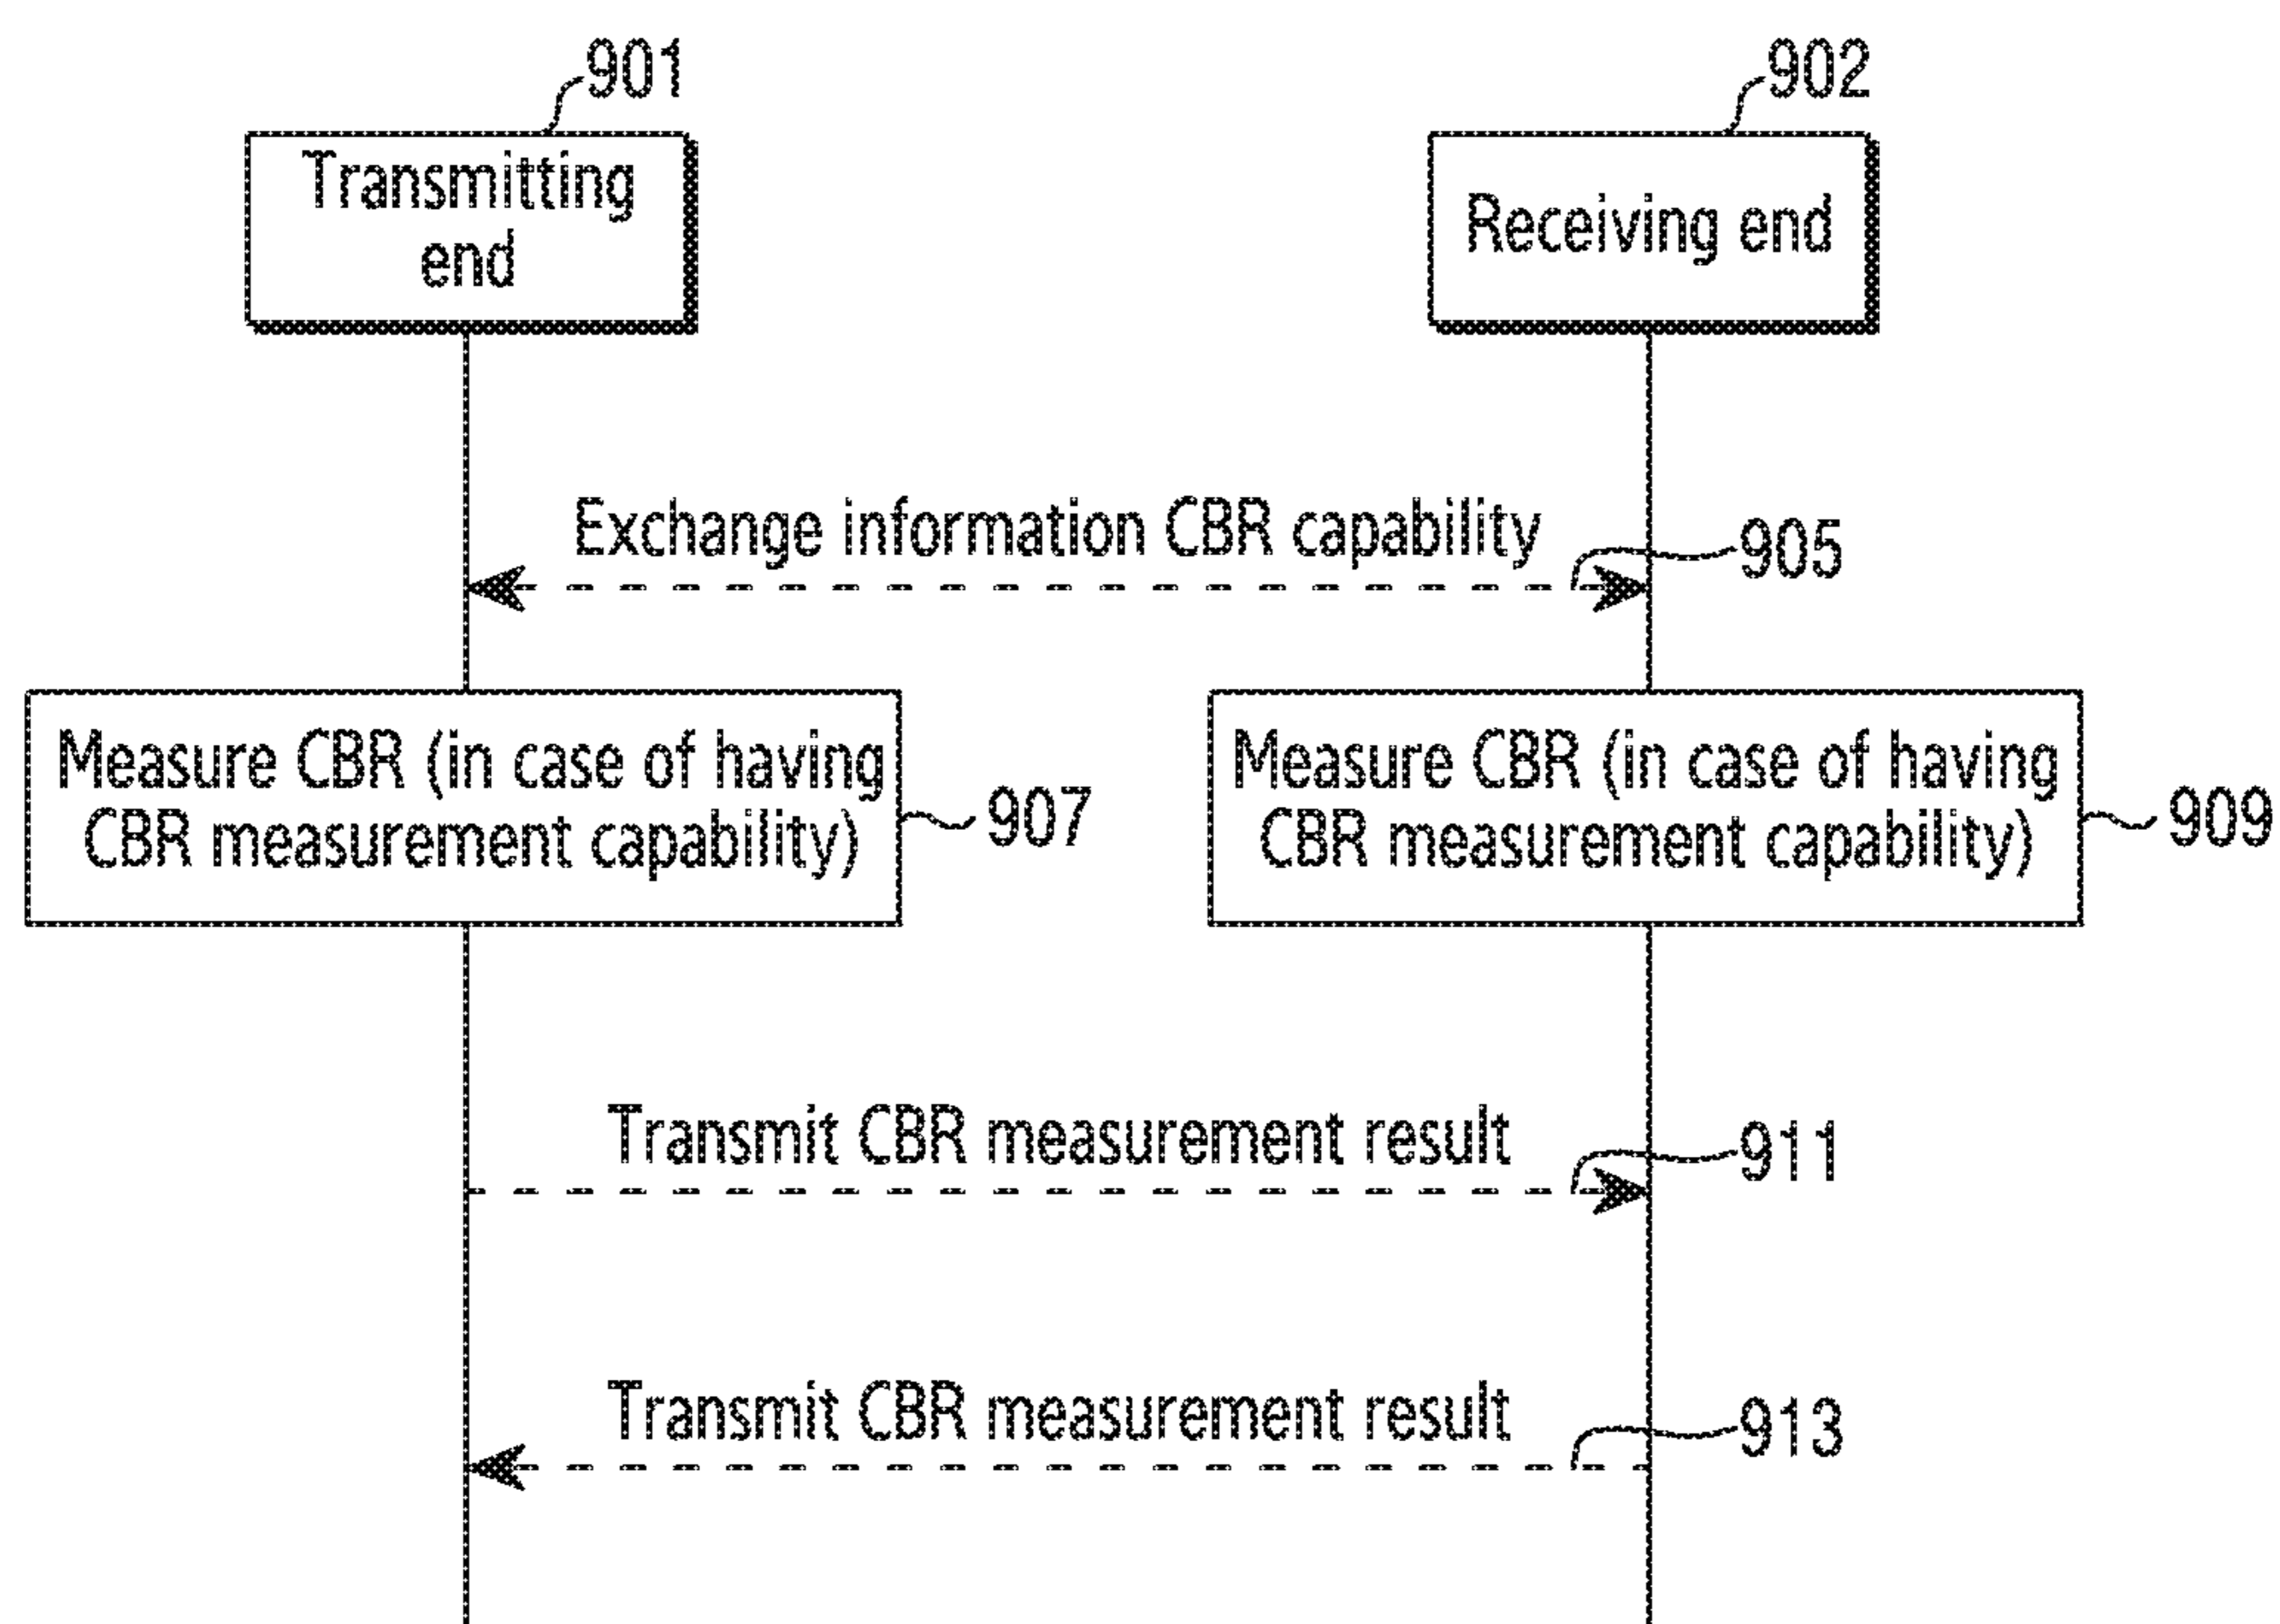 901
902
Transmitting
end
Receiving end
Exchange information CBR capability
905
Measure CBR (in case of having
CBR measurement capability)
907
Measure CBR (in case of having
CBR measurement capability)
909
Transmit CBR measurement result
911
Transmit CBR measurement result
913